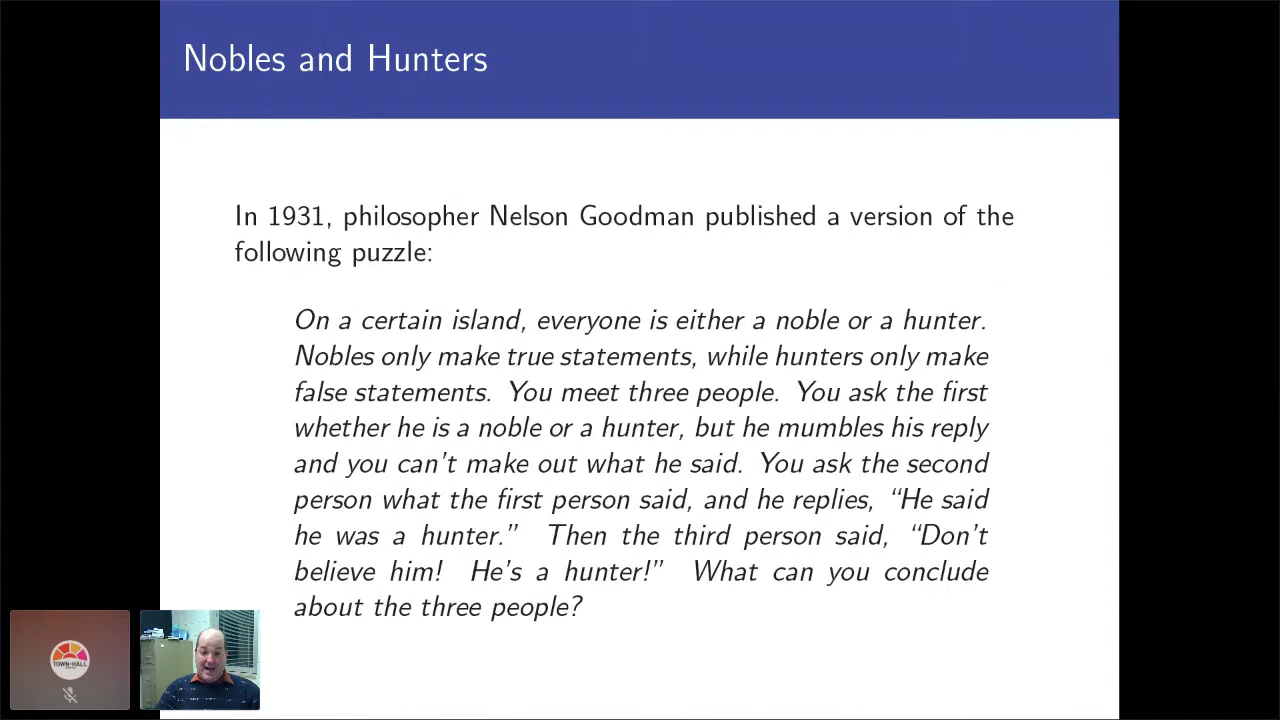 Nobles and Hunters
In 1931, philosopher Nelson Goodman published a version of the
following puzzle:
On a certain island, everyone is either a noble or a hunter.
Nobles only make true statements, while hunters only make
false statements. You meet three people. You ask the first
whether he is a noble or a hunter, but he mumbles his reply
and you can't make out what he said. You ask the second
person what the first person said, and he replies, “He said
he was a hunter.” Then the third person said, “Don't
believe him! He's a hunter!” What can you conclude
about the three people?
TOWN-HALL